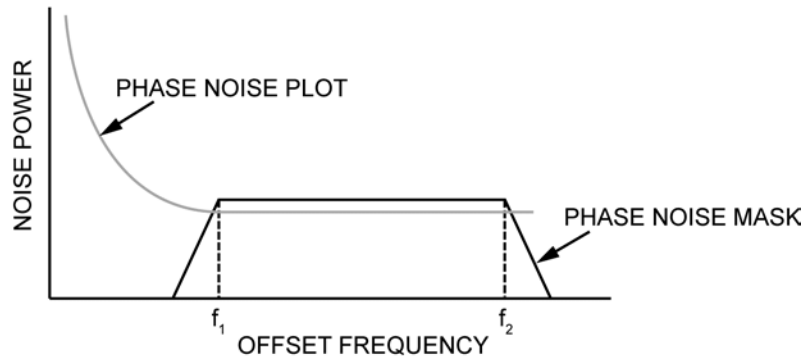 NOISE POWER
PHASE NOISE PLOT
PHASE NOISE MASK
f₁
f₂
OFFSET FREQUENCY